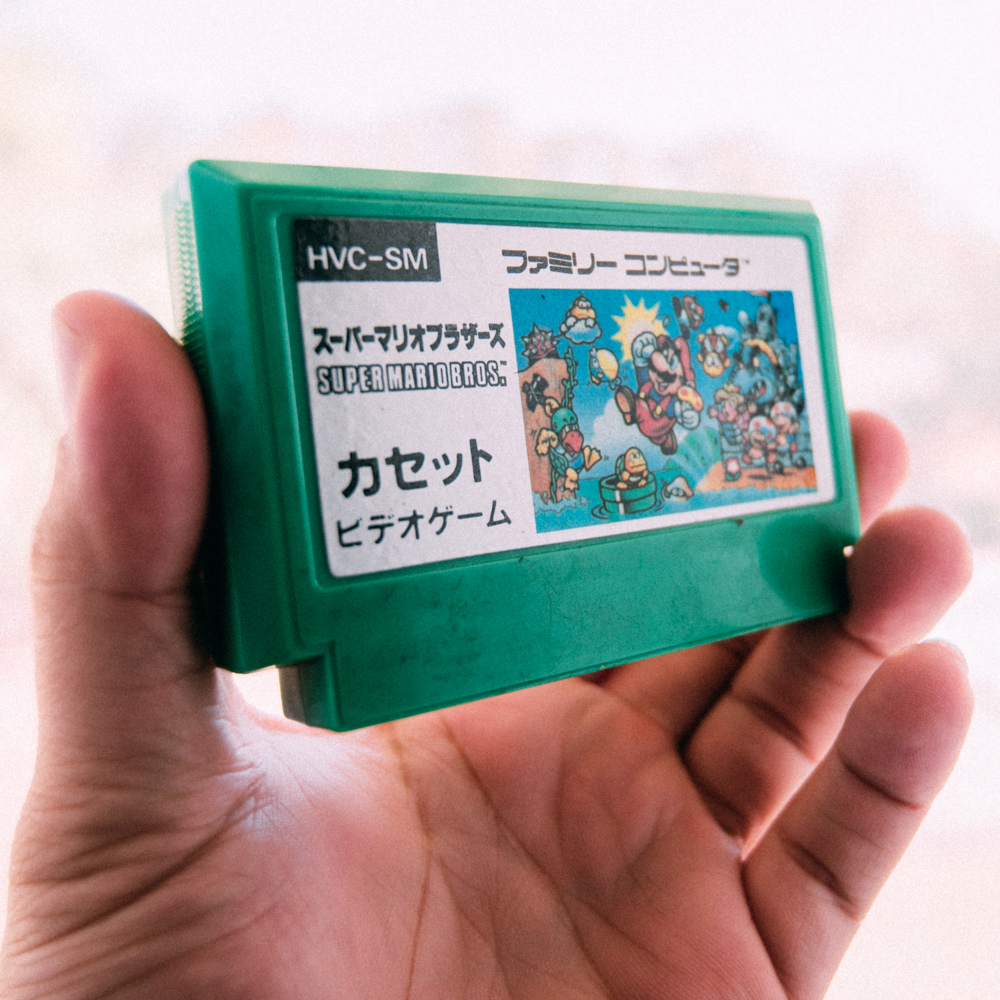 HVC-SM
ファミリー コンピュータ™
スーパーマリオブラザーズ
SUPER MARIO BROS.™
カセット
ビデオゲーム